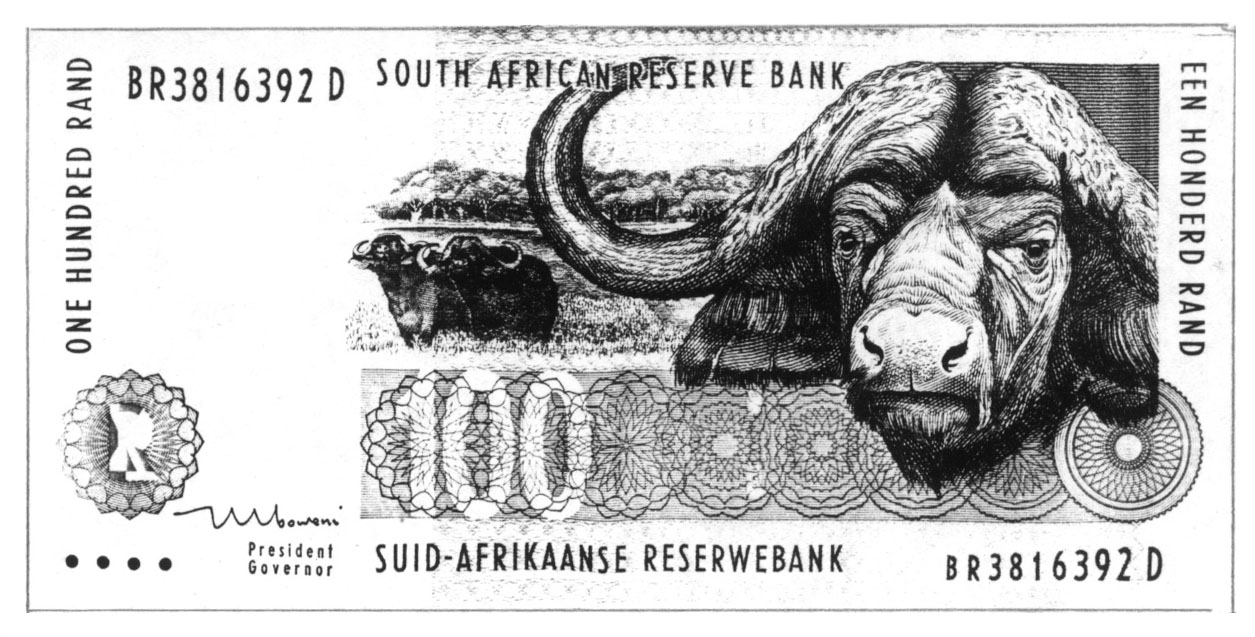 ONE HUNDRED RAND
BR3816392 D
SOUTH AFRICAN RESERVE BANK
EEN HONDERD RAND
100
Mboweni
President
Governor
SUID-AFRIKAANSE RESERWEBANK
BR3816392 D